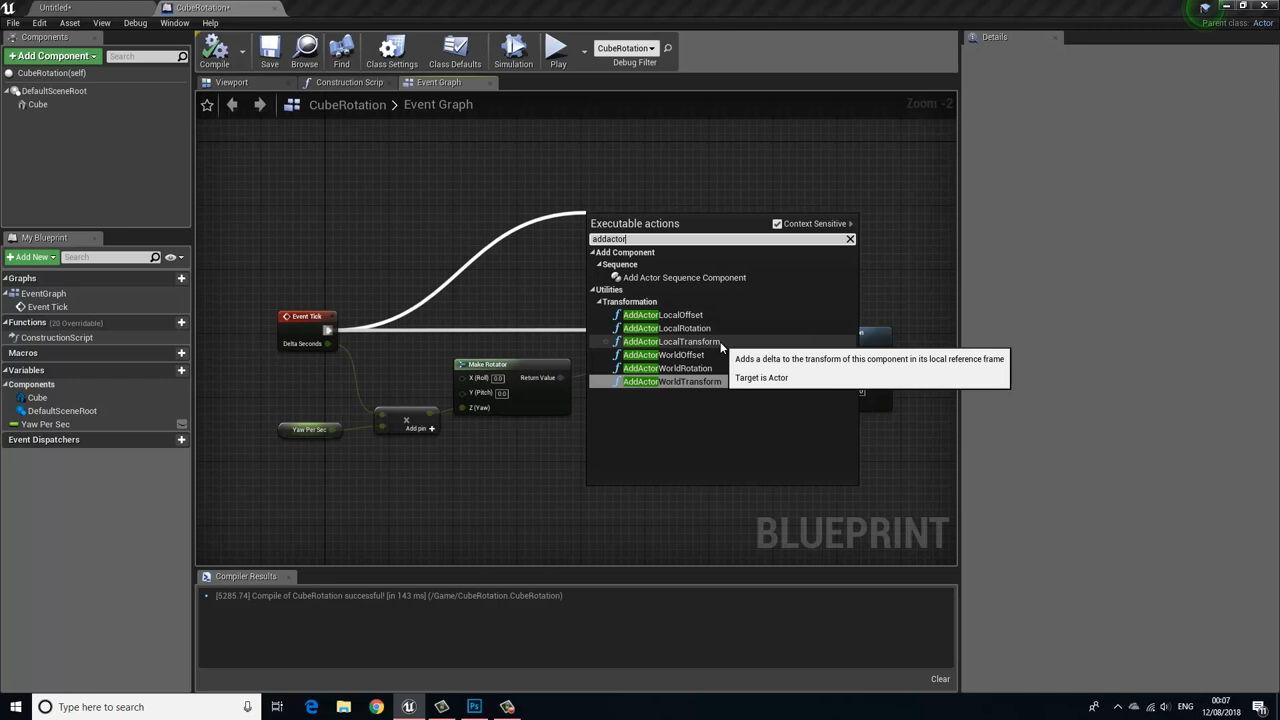 Untitled*
CubeRotation*
File Edit Asset View Debug Window Help
Parent class: Actor
Components
+ Add Component
Search
CubeRotation(self)
DefaultSceneRoot
Cube
Compile
Save
Browse
Find
Class Settings
Class Defaults
Simulation
Play
CubeRotation
Debug Filter
Details
Viewport
Construction Scrip
Event Graph
CubeRotation > Event Graph
Zoom -2
My Blueprint
+ Add New
Search
Graphs
EventGraph
Event Tick
Functions (20 Overridable)
ConstructionScript
Macros
Variables
Components
Cube
DefaultSceneRoot
Yaw Per Sec
Event Dispatchers
Event Tick
Delta Seconds
Yaw Per Sec
Add pin +
Make Rotator
X (Roll) 0.0
Return Value
Y (Pitch) 0.0
Z (Yaw)
Executable actions
Context Sensitive
addactor
Add Component
Sequence
Add Actor Sequence Component
Utilities
Transformation
AddActorLocalOffset
AddActorLocalRotation
AddActorLocalTransform
AddActorWorldOffset
AddActorWorldRotation
AddActorWorldTransform
Adds a delta to the transform of this component in its local reference frame
Target is Actor
BLUEPRINT
Compiler Results
[5285.74] Compile of CubeRotation successful! [in 143 ms] (/Game/CubeRotation.CubeRotation)
Clear
Type here to search
ENG
00:07
12/08/2018